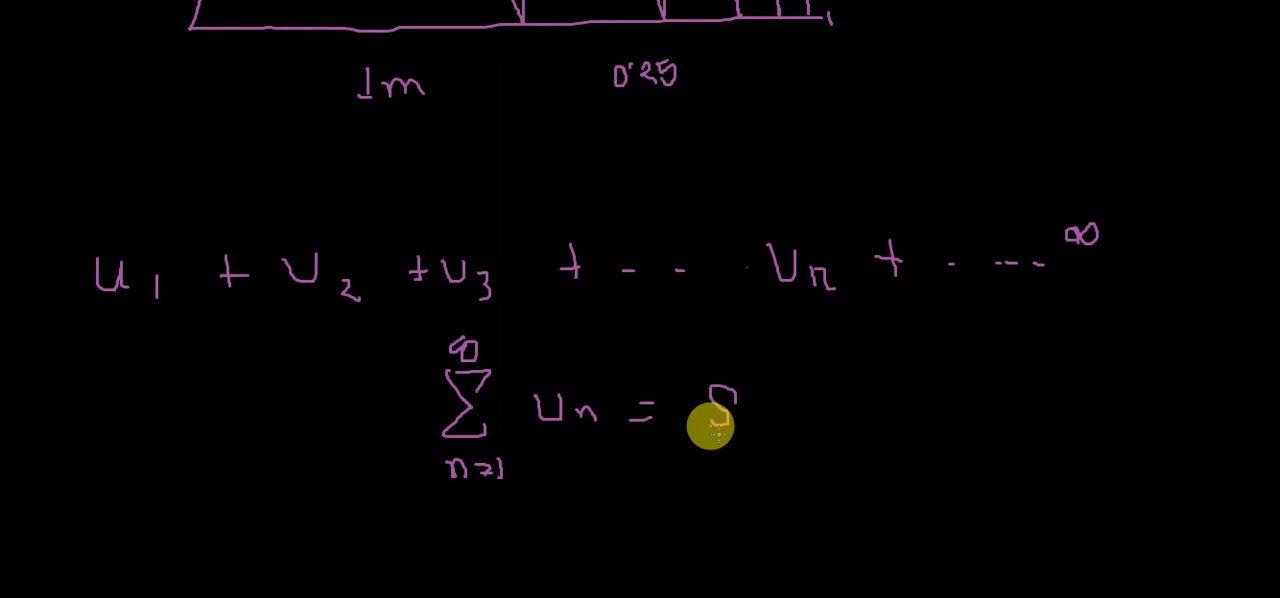 1m 0.25
u₁ + u₂ + u₃ + - - . uₙ + - --- ∞
∞
∑ uₙ = S
n=1